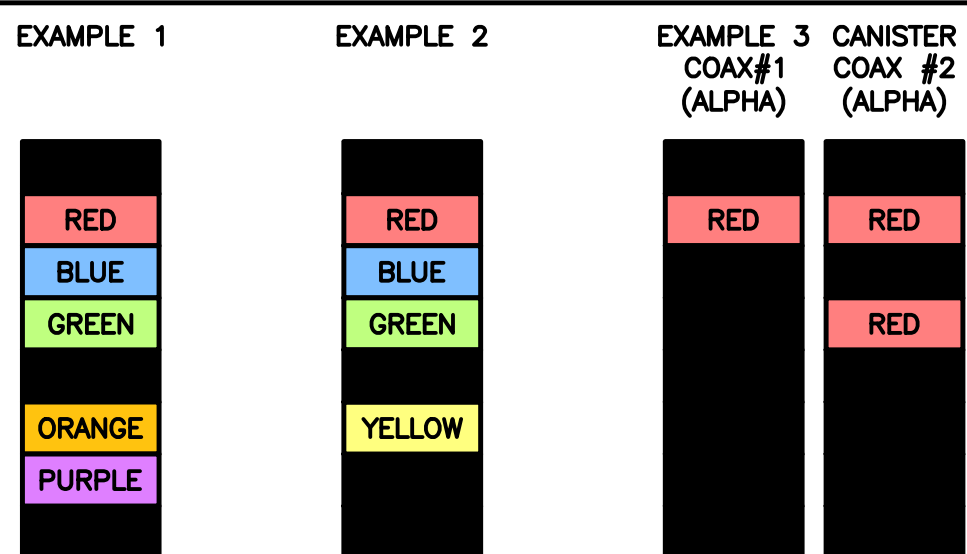 EXAMPLE 1
EXAMPLE 2
EXAMPLE 3
COAX#1
(ALPHA)
CANISTER
COAX #2
(ALPHA)
RED
BLUE
GREEN
ORANGE
PURPLE
RED
BLUE
GREEN
YELLOW
RED
RED
RED